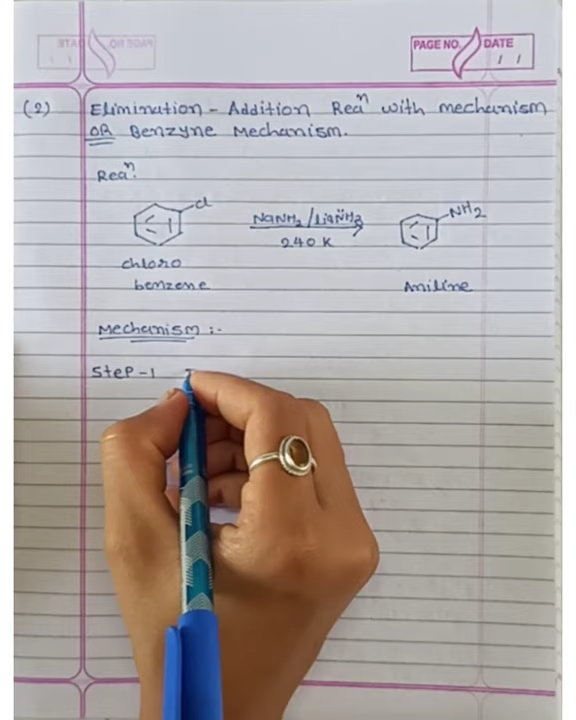 PAGE NO. DATE
/ /
(2) Elimination - Addition Reaⁿ with mechanism
OR Benzyne Mechanism.
Reaⁿ.
Cl NaNH₂ / Liq NH₃ NH₂
240 K
chloro
benzene Aniline
Mechanism :-
Step - 1